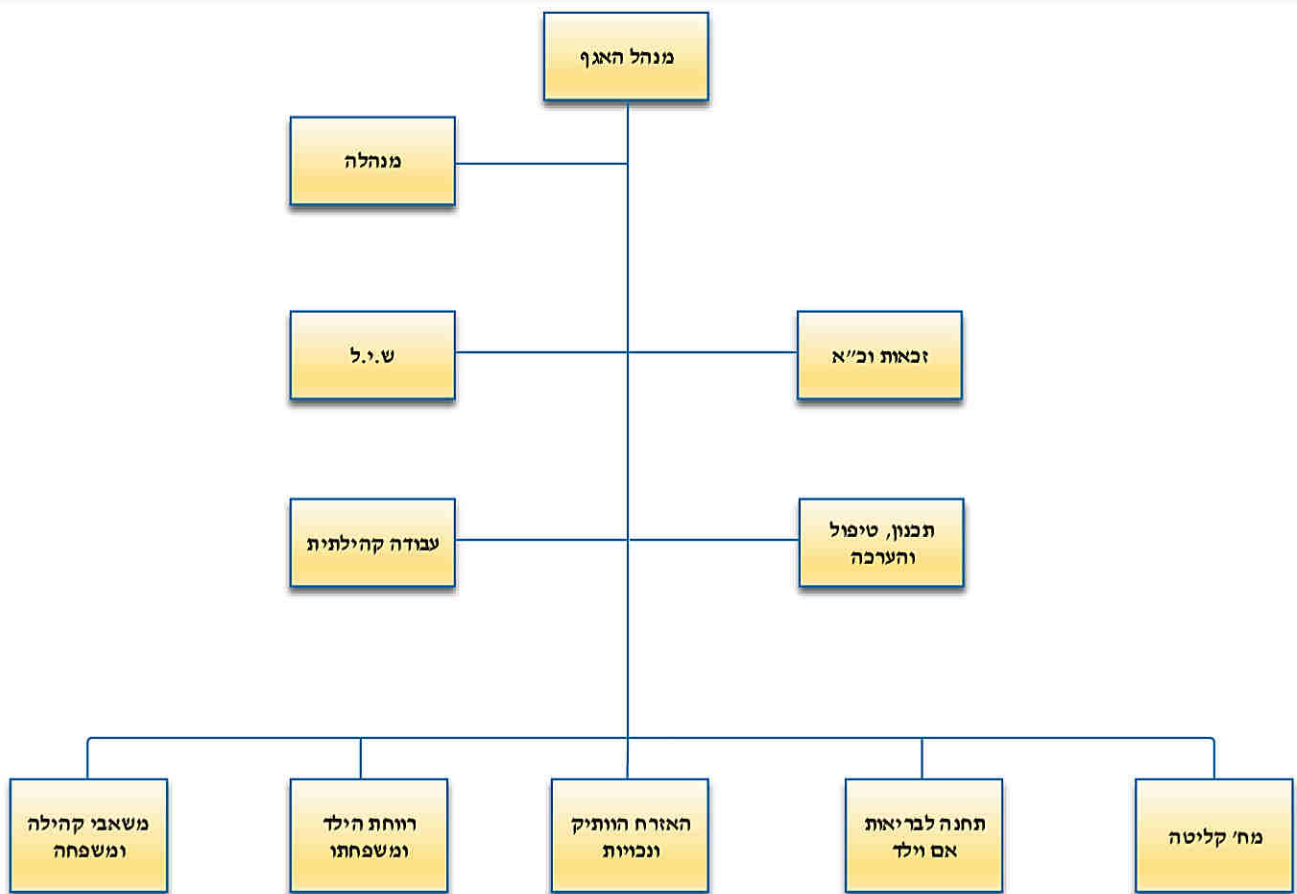 מנהל האגף
מנהלה
זכאות וכ״א
ש.י.ל
תכנון, טיפול
והערכה
עבודה קהילתית
מח' קליטה
תחנה לבריאות
אם וילד
האזרח הוותיק
ונכויות
רווחת הילד
ומשפחתו
משאבי קהילה
ומשפחה